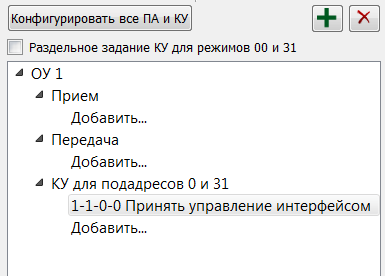 Конфигурировать все ПА и КУ
Раздельное задание КУ для режимов 00 и 31
ОУ 1
Прием
Добавить...
Передача
Добавить...
КУ для подадресов 0 и 31
1-1-0-0 Принять управление интерфейсом
Добавить...